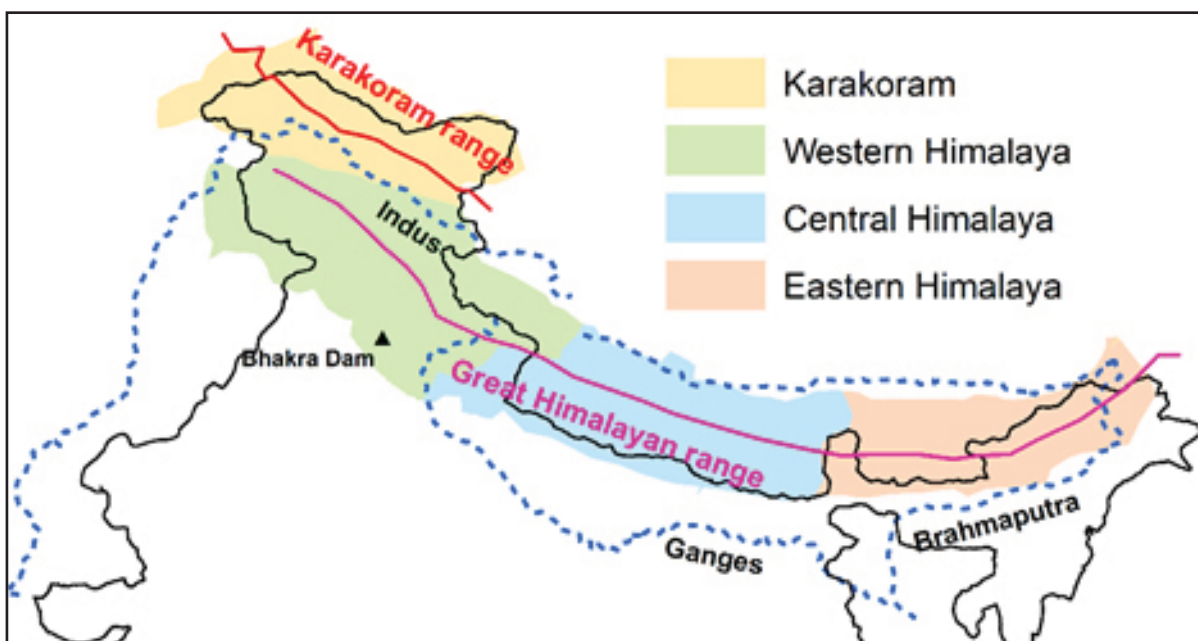 Karakoram range
Karakoram
Western Himalaya
Central Himalaya
Eastern Himalaya
Indus
Bhakra Dam
Great Himalayan range
Ganges
Brahmaputra